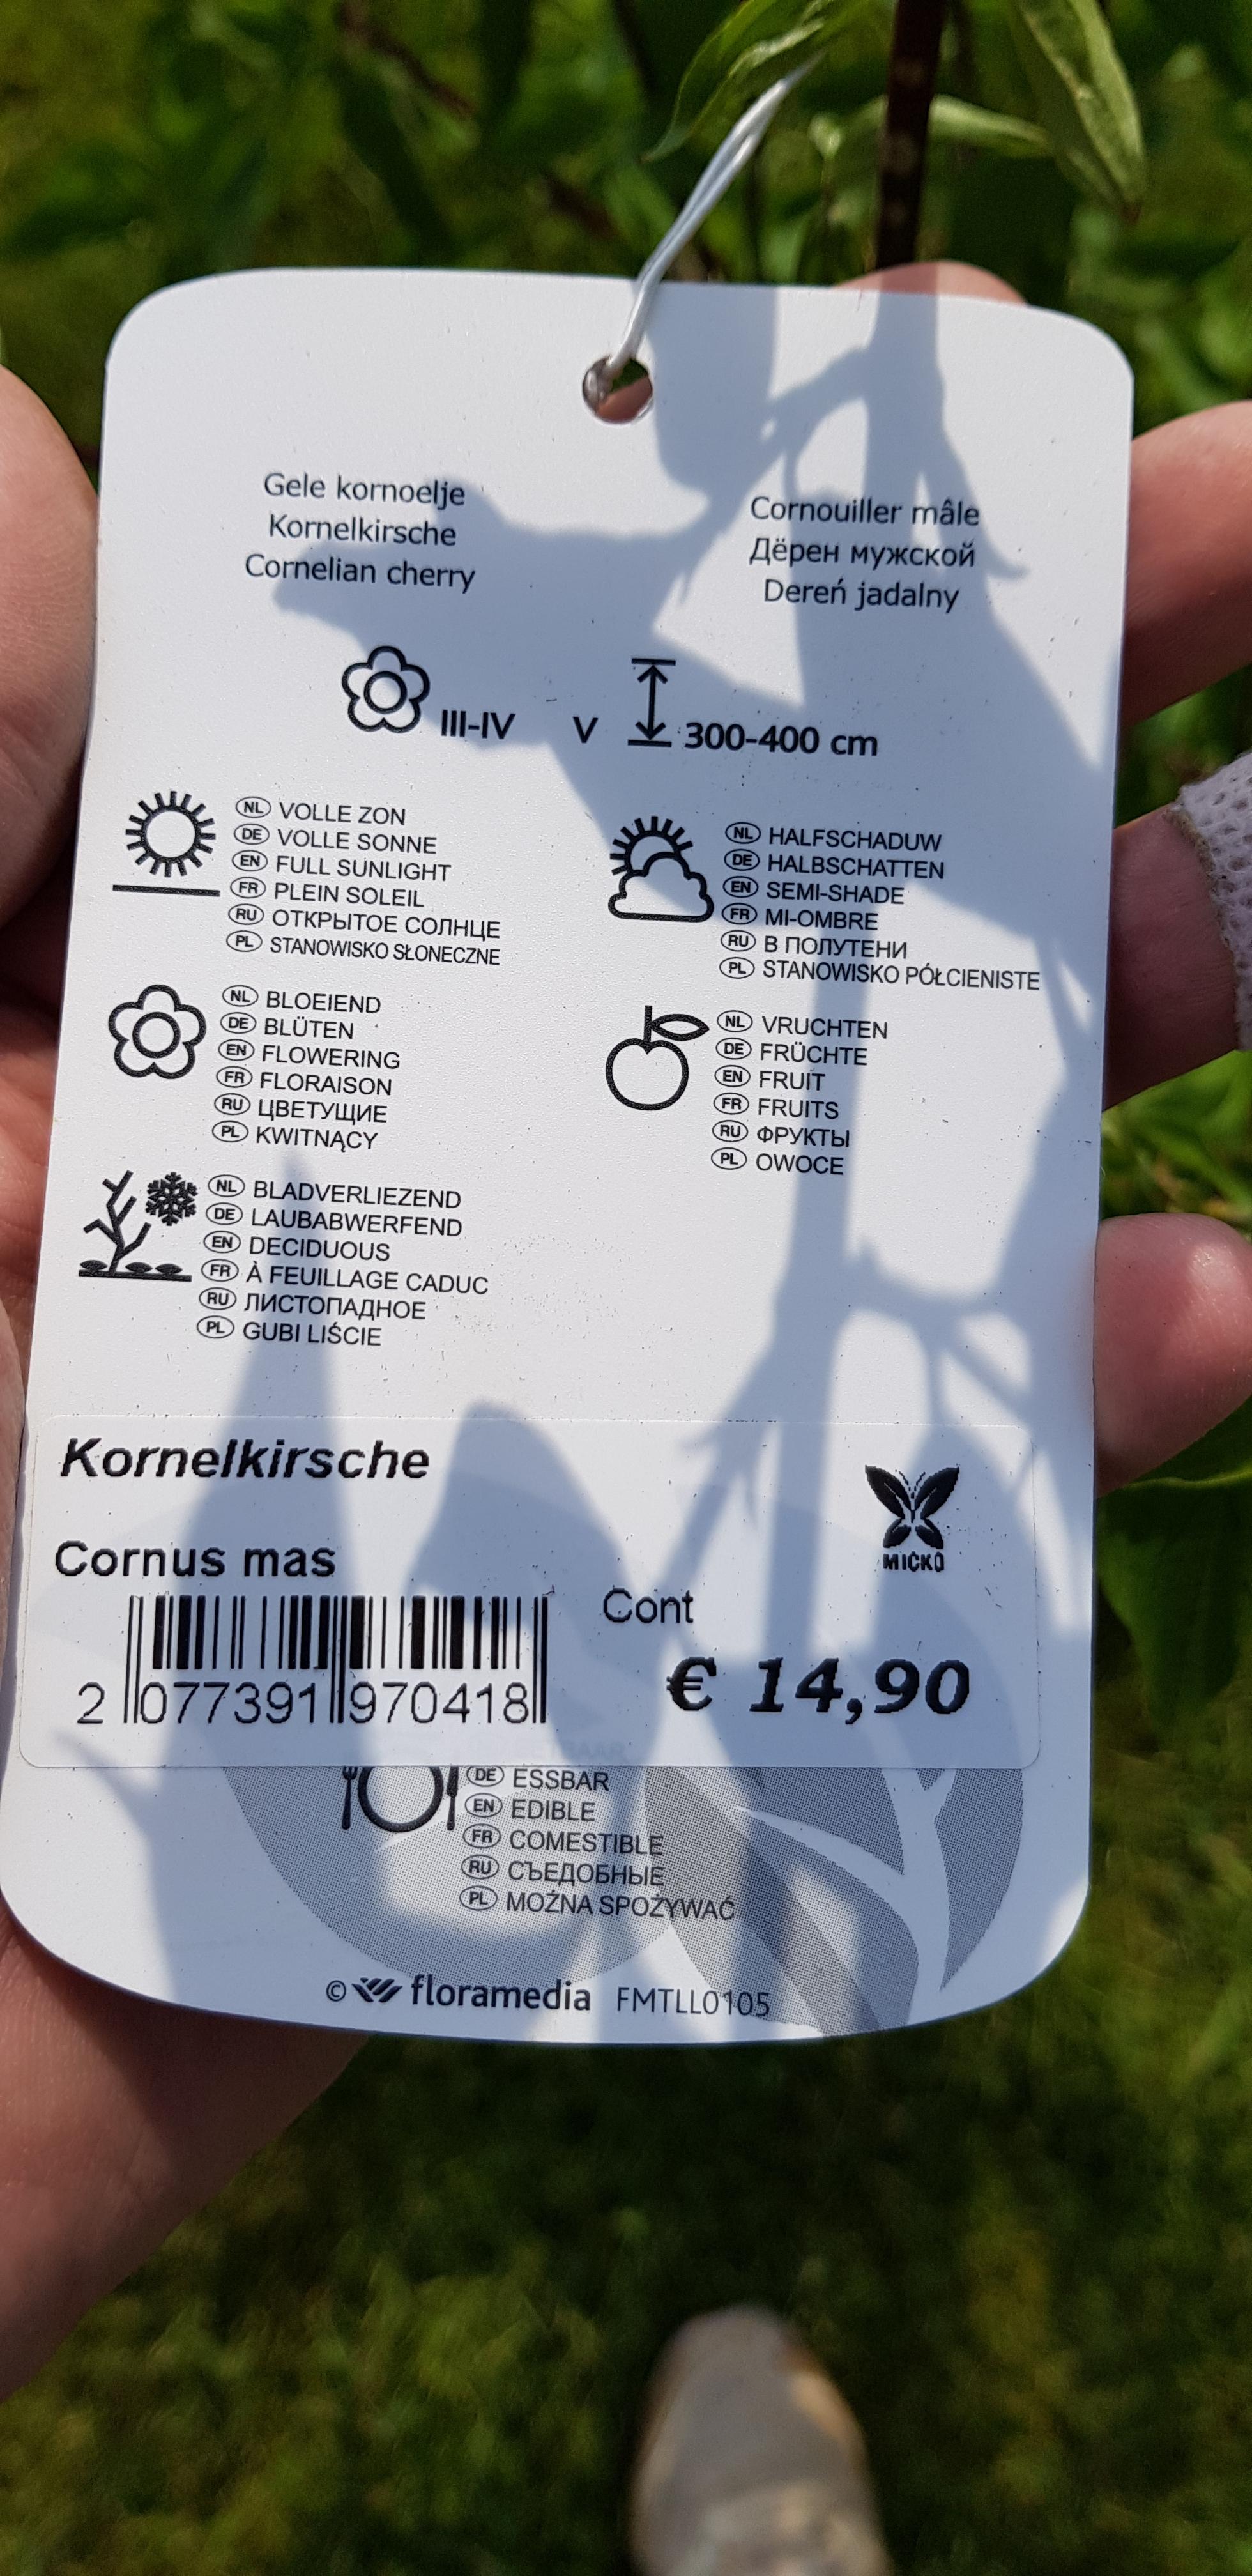 Gele kornoelje
Kornelkirsche
Cornelian cherry
Cornouiller mâle
Дёрен мужской
Dereń jadalny
III-IV V 300-400 cm
NL VOLLE ZON
DE VOLLE SONNE
EN FULL SUNLIGHT
FR PLEIN SOLEIL
RU ОТКРЫТОЕ СОЛНЦЕ
PL STANOWISKO SŁONECZNE
NL HALFSCHADUW
DE HALBSCHATTEN
EN SEMI-SHADE
FR MI-OMBRE
RU В ПОЛУТЕНИ
PL STANOWISKO PÓŁCIENISTE
NL BLOEIEND
DE BLÜTEN
EN FLOWERING
FR FLORAISON
RU ЦВЕТУЩИЕ
PL KWITNĄCY
NL VRUCHTEN
DE FRÜCHTE
EN FRUIT
FR FRUITS
RU ФРУКТЫ
PL OWOCE
NL BLADVERLIEZEND
DE LAUBABWERFEND
EN DECIDUOUS
FR À FEUILLAGE CADUC
RU ЛИСТОПАДНОЕ
PL GUBI LIŚCIE
Kornelkirsche
MICKO
Cornus mas
Cont
€ 14,90
2 077391 970418
DE ESSBAR
EN EDIBLE
FR COMESTIBLE
RU СЪЕДОБНЫЕ
PL MOŻNA SPOŻYWAĆ
© floramedia FMTLL0105